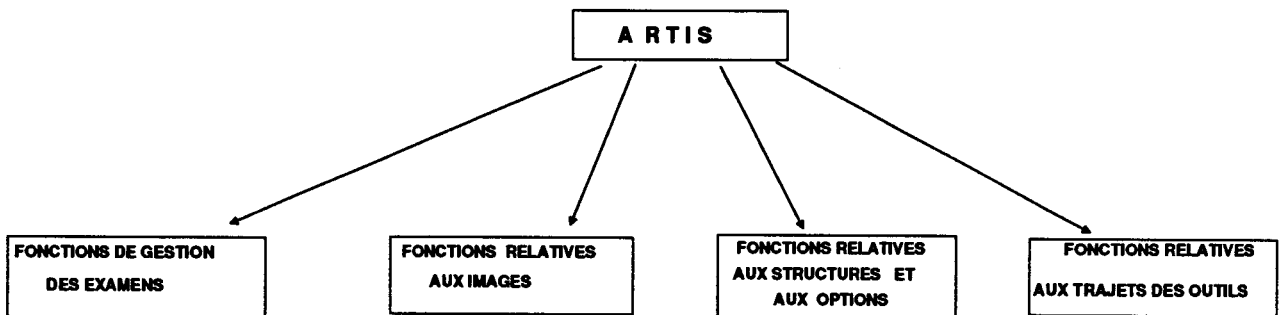 A RTIS
FONCTIONS DE GESTION
DES EXAMENS
FONCTIONS RELATIVES
AUX IMAGES
FONCTIONS RELATIVES
AUX STRUCTURES ET
AUX OPTIONS
FONCTIONS RELATIVES
AUX TRAJETS DES OUTILS